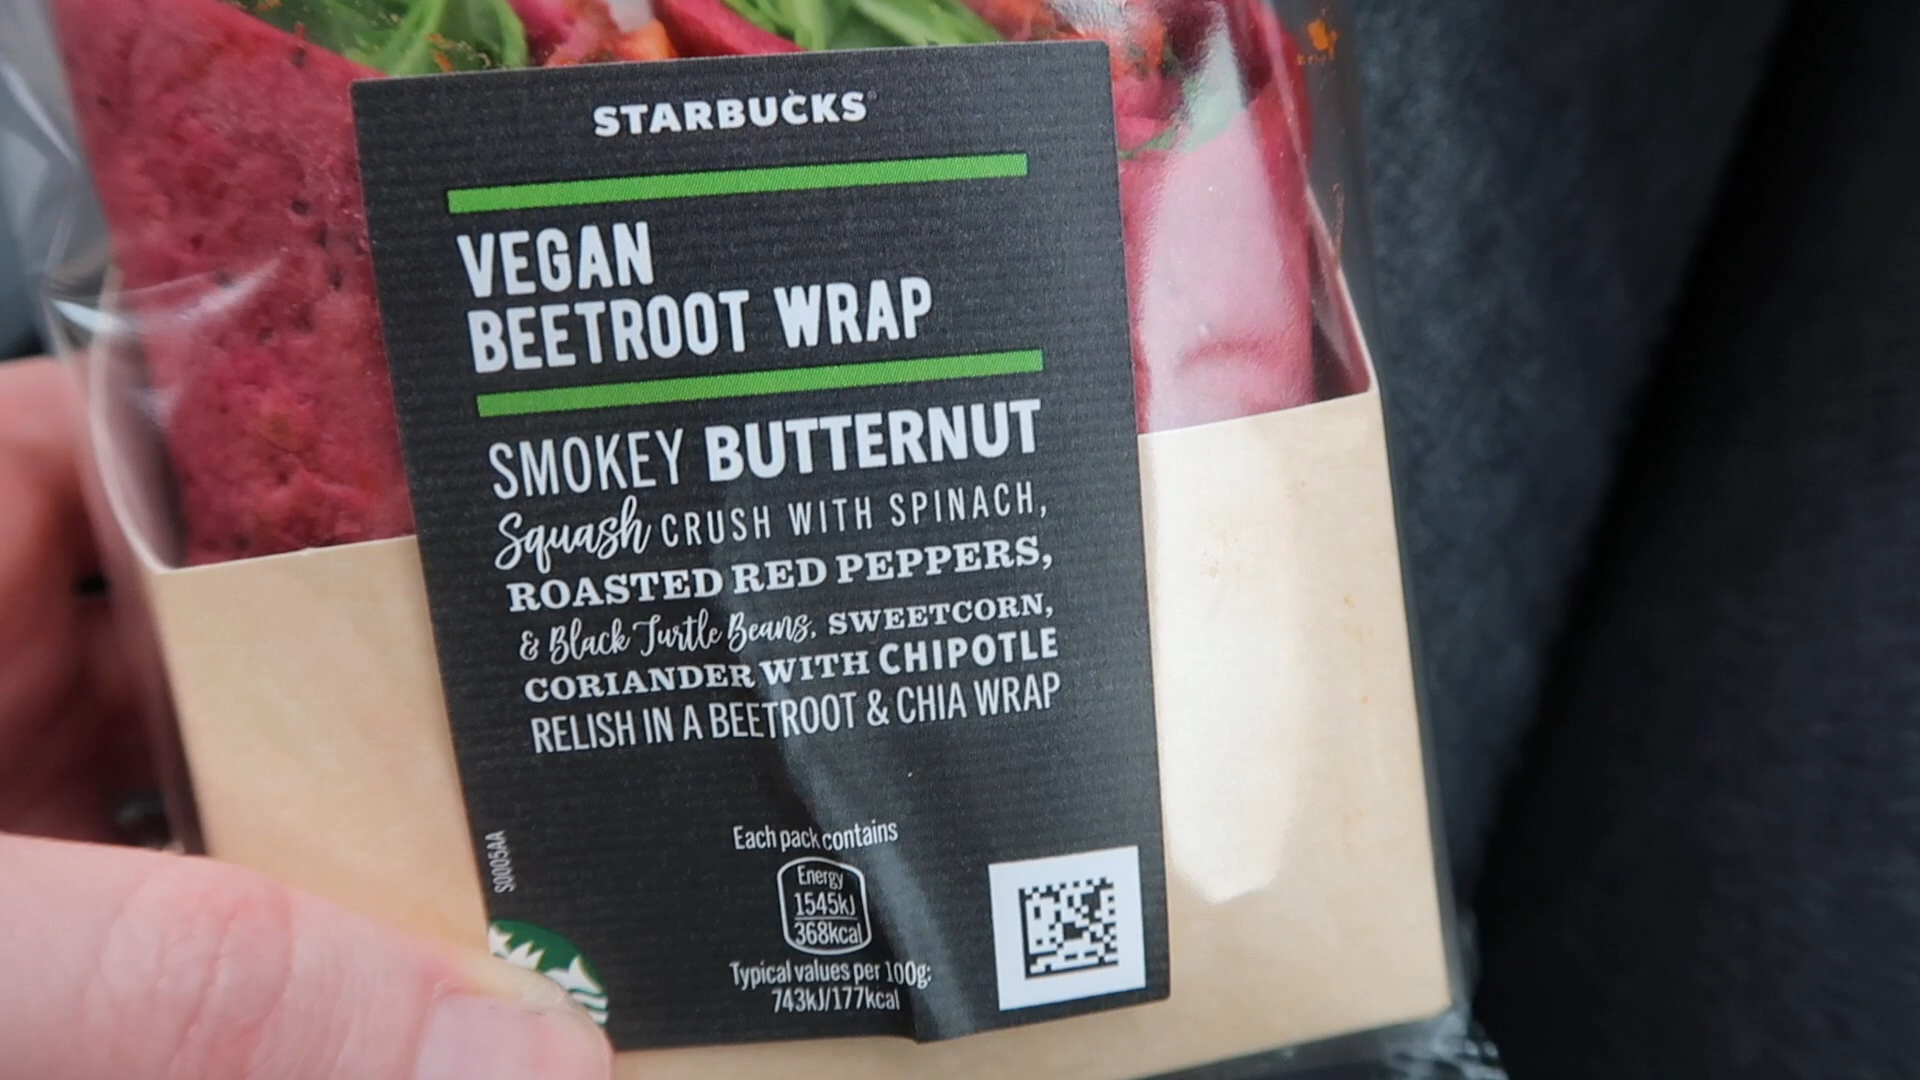 STARBUCKS
VEGAN
BEETROOT WRAP
SMOKEY BUTTERNUT
Squash CRUSH WITH SPINACH,
ROASTED RED PEPPERS,
& Black Turtle Beans, SWEETCORN,
CORIANDER WITH CHIPOTLE
RELISH IN A BEETROOT & CHIA WRAP
Each pack contains
Energy
1545kJ
368kcal
Typical values per 100g:
743kJ/177kcal
S0005AA